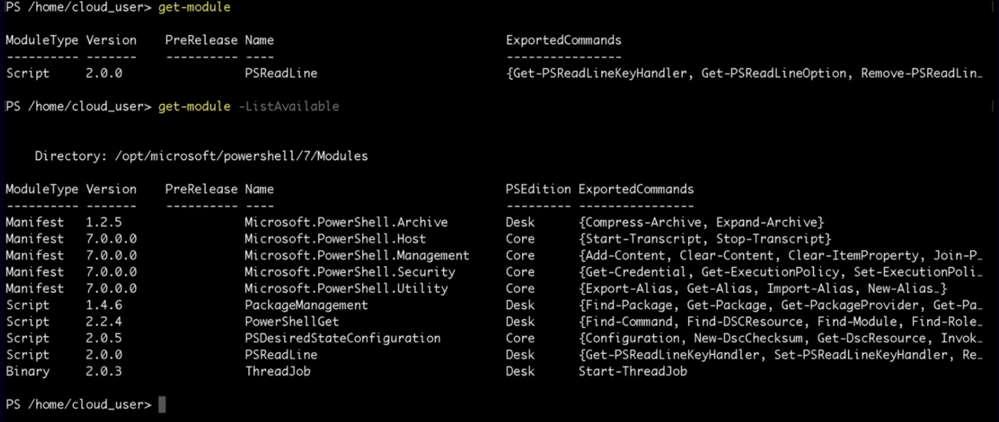 PS /home/cloud_user> get-module
ModuleType Version    PreRelease Name                                ExportedCommands
---------- -------    ---------- ----                                ----------------
Script     2.0.0                 PSReadLine                          {Get-PSReadLineKeyHandler, Get-PSReadLineOption, Remove-PSReadLin…
PS /home/cloud_user> get-module -ListAvailable
    Directory: /opt/microsoft/powershell/7/Modules
ModuleType Version    PreRelease Name                                PSEdition ExportedCommands
---------- -------    ---------- ----                                --------- ----------------
Manifest   1.2.5                 Microsoft.PowerShell.Archive        Desk      {Compress-Archive, Expand-Archive}
Manifest   7.0.0.0               Microsoft.PowerShell.Host           Core      {Start-Transcript, Stop-Transcript}
Manifest   7.0.0.0               Microsoft.PowerShell.Management     Core      {Add-Content, Clear-Content, Clear-ItemProperty, Join-P…
Manifest   7.0.0.0               Microsoft.PowerShell.Security       Core      {Get-Credential, Get-ExecutionPolicy, Set-ExecutionPoli…
Manifest   7.0.0.0               Microsoft.PowerShell.Utility        Core      {Export-Alias, Get-Alias, Import-Alias, New-Alias…}
Script     1.4.6                 PackageManagement                   Desk      {Find-Package, Get-Package, Get-PackageProvider, Get-Pa…
Script     2.2.4                 PowerShellGet                       Desk      {Find-Command, Find-DSCResource, Find-Module, Find-Role…
Script     2.0.5                 PSDesiredStateConfiguration         Core      {Configuration, New-DscChecksum, Get-DscResource, Invok…
Script     2.0.0                 PSReadLine                          Desk      {Get-PSReadLineKeyHandler, Set-PSReadLineKeyHandler, Re…
Binary     2.0.3                 ThreadJob                           Desk      Start-ThreadJob
PS /home/cloud_user>